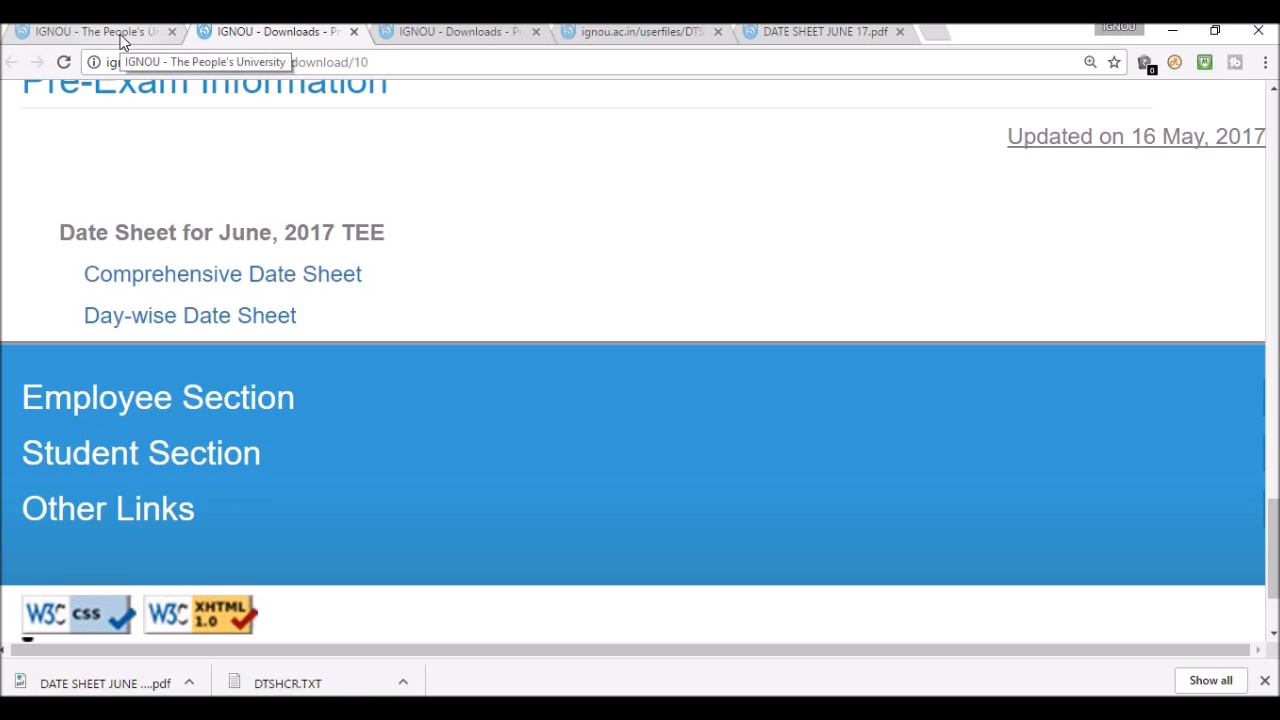 IGNOU - The People's U
IGNOU - Downloads - P
IGNOU - Downloads - P
ignou.ac.in/userfiles/DTS
DATE SHEET JUNE 17.pdf
IGNOU
IGNOU - The People's University
download/10
0
Pre-Exam Information
Updated on 16 May, 2017
Date Sheet for June, 2017 TEE
Comprehensive Date Sheet
Day-wise Date Sheet
Employee Section
Student Section
Other Links
W3C css
W3C XHTML 1.0
DATE SHEET JUNE ....pdf
DTSHCR.TXT
Show all